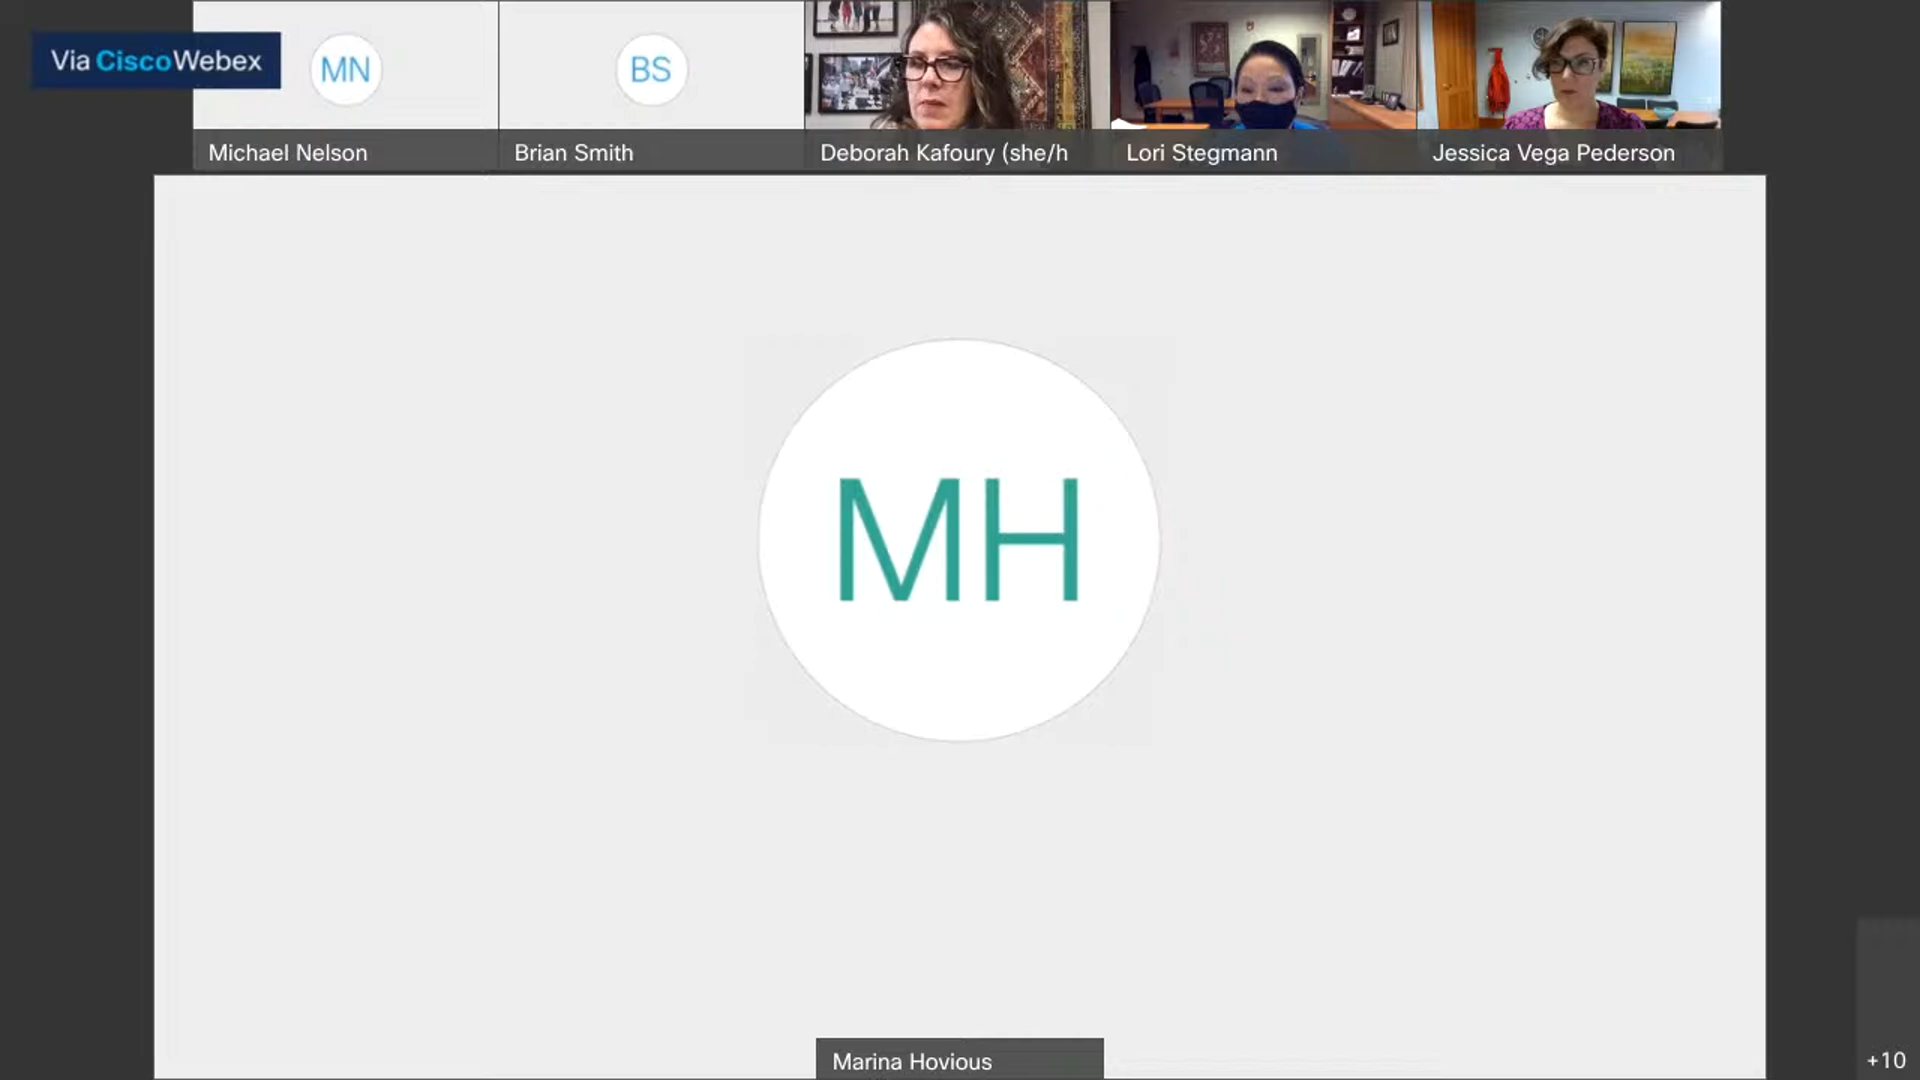 Via CiscoWebex
MN
BS
Michael Nelson
Brian Smith
Deborah Kafoury (she/h
Lori Stegmann
Jessica Vega Pederson
MH
Marina Hovious
+10